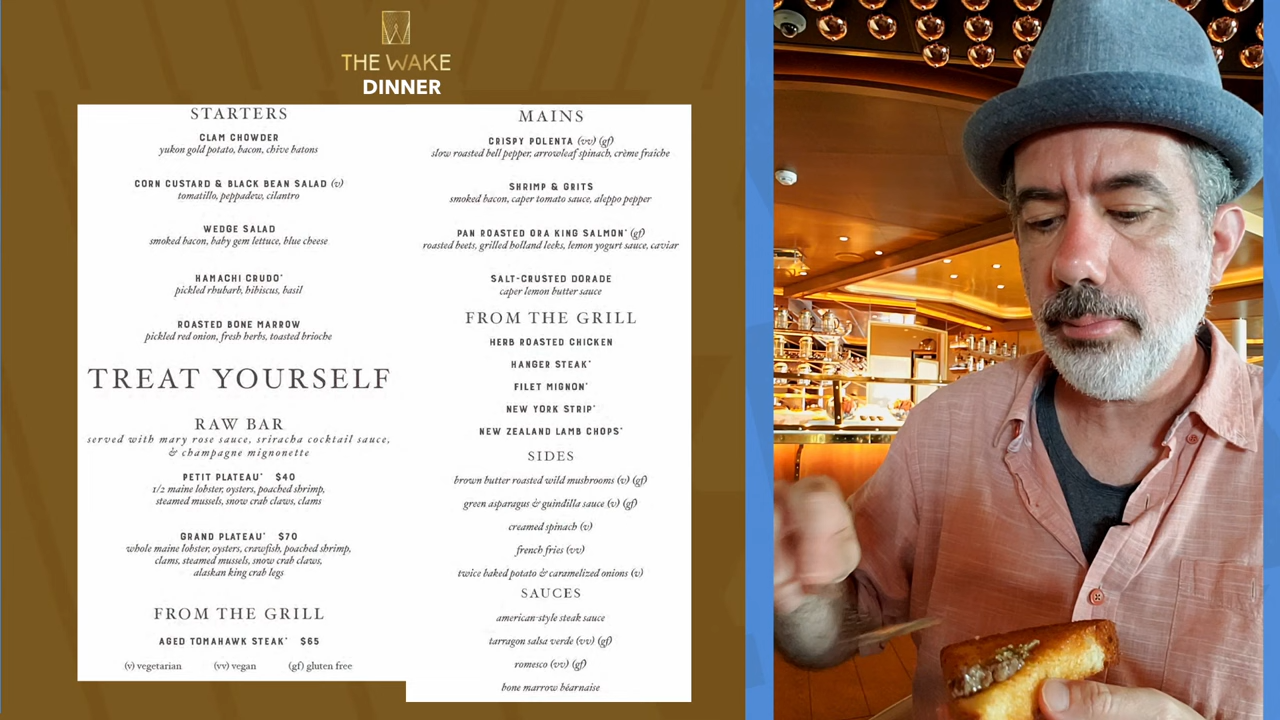 THE WAKE
DINNER
STARTERS
CLAM CHOWDER
yukon gold potato, bacon, chive batons
CORN CUSTARD & BLACK BEAN SALAD (v)
tomatillo, peppadew, cilantro
WEDGE SALAD
smoked bacon, baby gem lettuce, blue cheese
HAMACHI CRUDO*
pickled rhubarb, hibiscus, basil
ROASTED BONE MARROW
pickled red onion, fresh herbs, toasted brioche
TREAT YOURSELF
RAW BAR
served with mary rose sauce, sriracha cocktail sauce,
& champagne mignonette
PETIT PLATEAU* $40
1/2 maine lobster, oysters, poached shrimp,
steamed mussels, snow crab claws, clams
GRAND PLATEAU* $70
whole maine lobster, oysters, crawfish, poached shrimp,
clams, steamed mussels, snow crab claws,
alaskan king crab legs
FROM THE GRILL
AGED TOMAHAWK STEAK* $65
(v) vegetarian (vv) vegan (gf) gluten free
MAINS
CRISPY POLENTA (vv) (gf)
slow roasted bell pepper, arrowleaf spinach, crème fraîche
SHRIMP & GRITS
smoked bacon, caper tomato sauce, aleppo pepper
PAN ROASTED ORA KING SALMON* (gf)
roasted beets, grilled holland leeks, lemon yogurt sauce, caviar
SALT-CRUSTED DORADE
caper lemon butter sauce
FROM THE GRILL
HERB ROASTED CHICKEN
HANGER STEAK*
FILET MIGNON*
NEW YORK STRIP*
NEW ZEALAND LAMB CHOPS*
SIDES
brown butter roasted wild mushrooms (v) (gf)
green asparagus & guindilla sauce (v) (gf)
creamed spinach (v)
french fries (vv)
twice baked potato & caramelized onions (v)
SAUCES
american-style steak sauce
tarragon salsa verde (vv) (gf)
romesco (vv) (gf)
bone marrow béarnaise